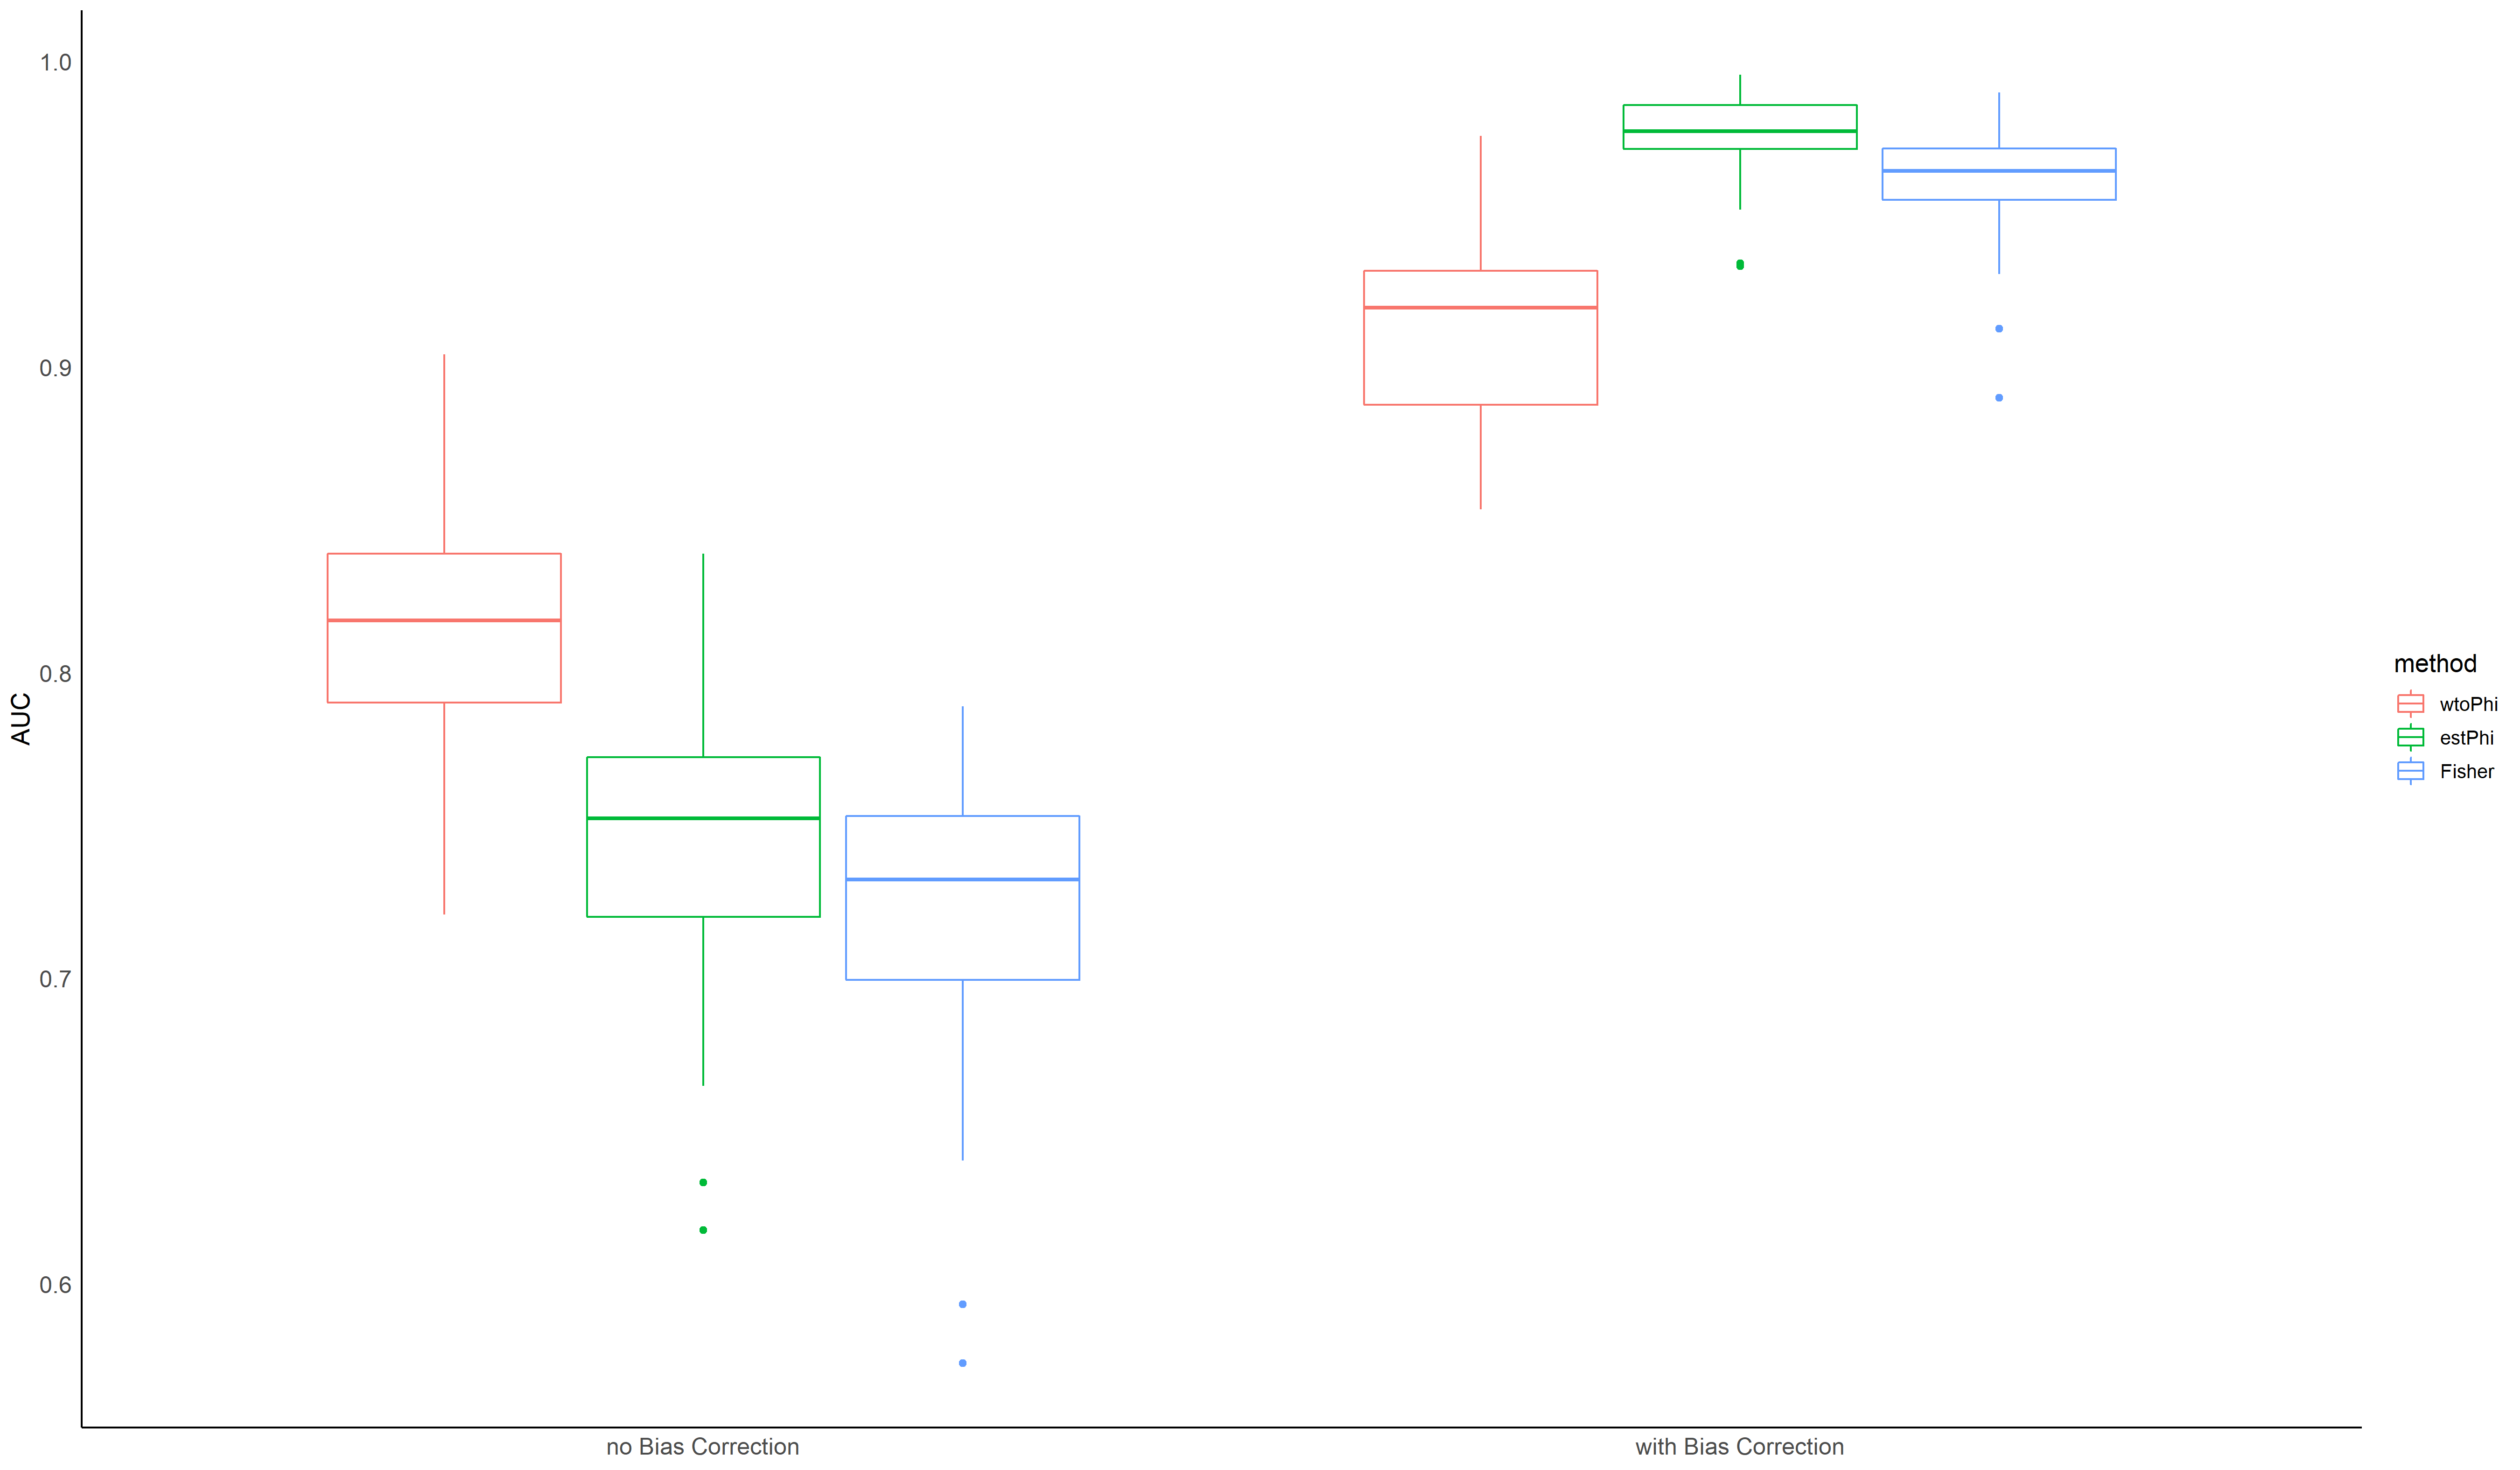 1.0
0.9
0.8
0.7
0.6
AUC
no Bias Correction
with Bias Correction
method
wtoPhi
estPhi
Fisher